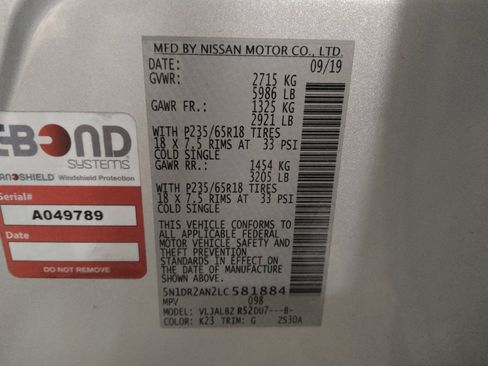 MFD BY NISSAN MOTOR CO., LTD.
DATE: 09/19
GVWR: 2715 KG
5986 LB
GAWR FR.: 1325 KG
2921 LB
WITH P235/65R18 TIRES
18 X 7.5 RIMS AT 33 PSI
COLD SINGLE
GAWR RR.: 1454 KG
3205 LB
WITH P235/65R18 TIRES
18 X 7.5 RIMS AT 33 PSI
COLD SINGLE
THIS VEHICLE CONFORMS TO
ALL APPLICABLE FEDERAL
MOTOR VEHICLE SAFETY AND
THEFT PREVENTION
STANDARDS IN EFFECT ON
THE DATE OF MANUFACTURE
SHOWN ABOVE.
5N1DR2AN2LC581884
MPV 098
MODEL: VLJALBZ R52DU7---B-
COLOR: K23 TRIM: G 2S30A
E-BOND
SYSTEMS
NANOSHIELD Windshield Protection
Serial#
A049789
Date
DO NOT REMOVE